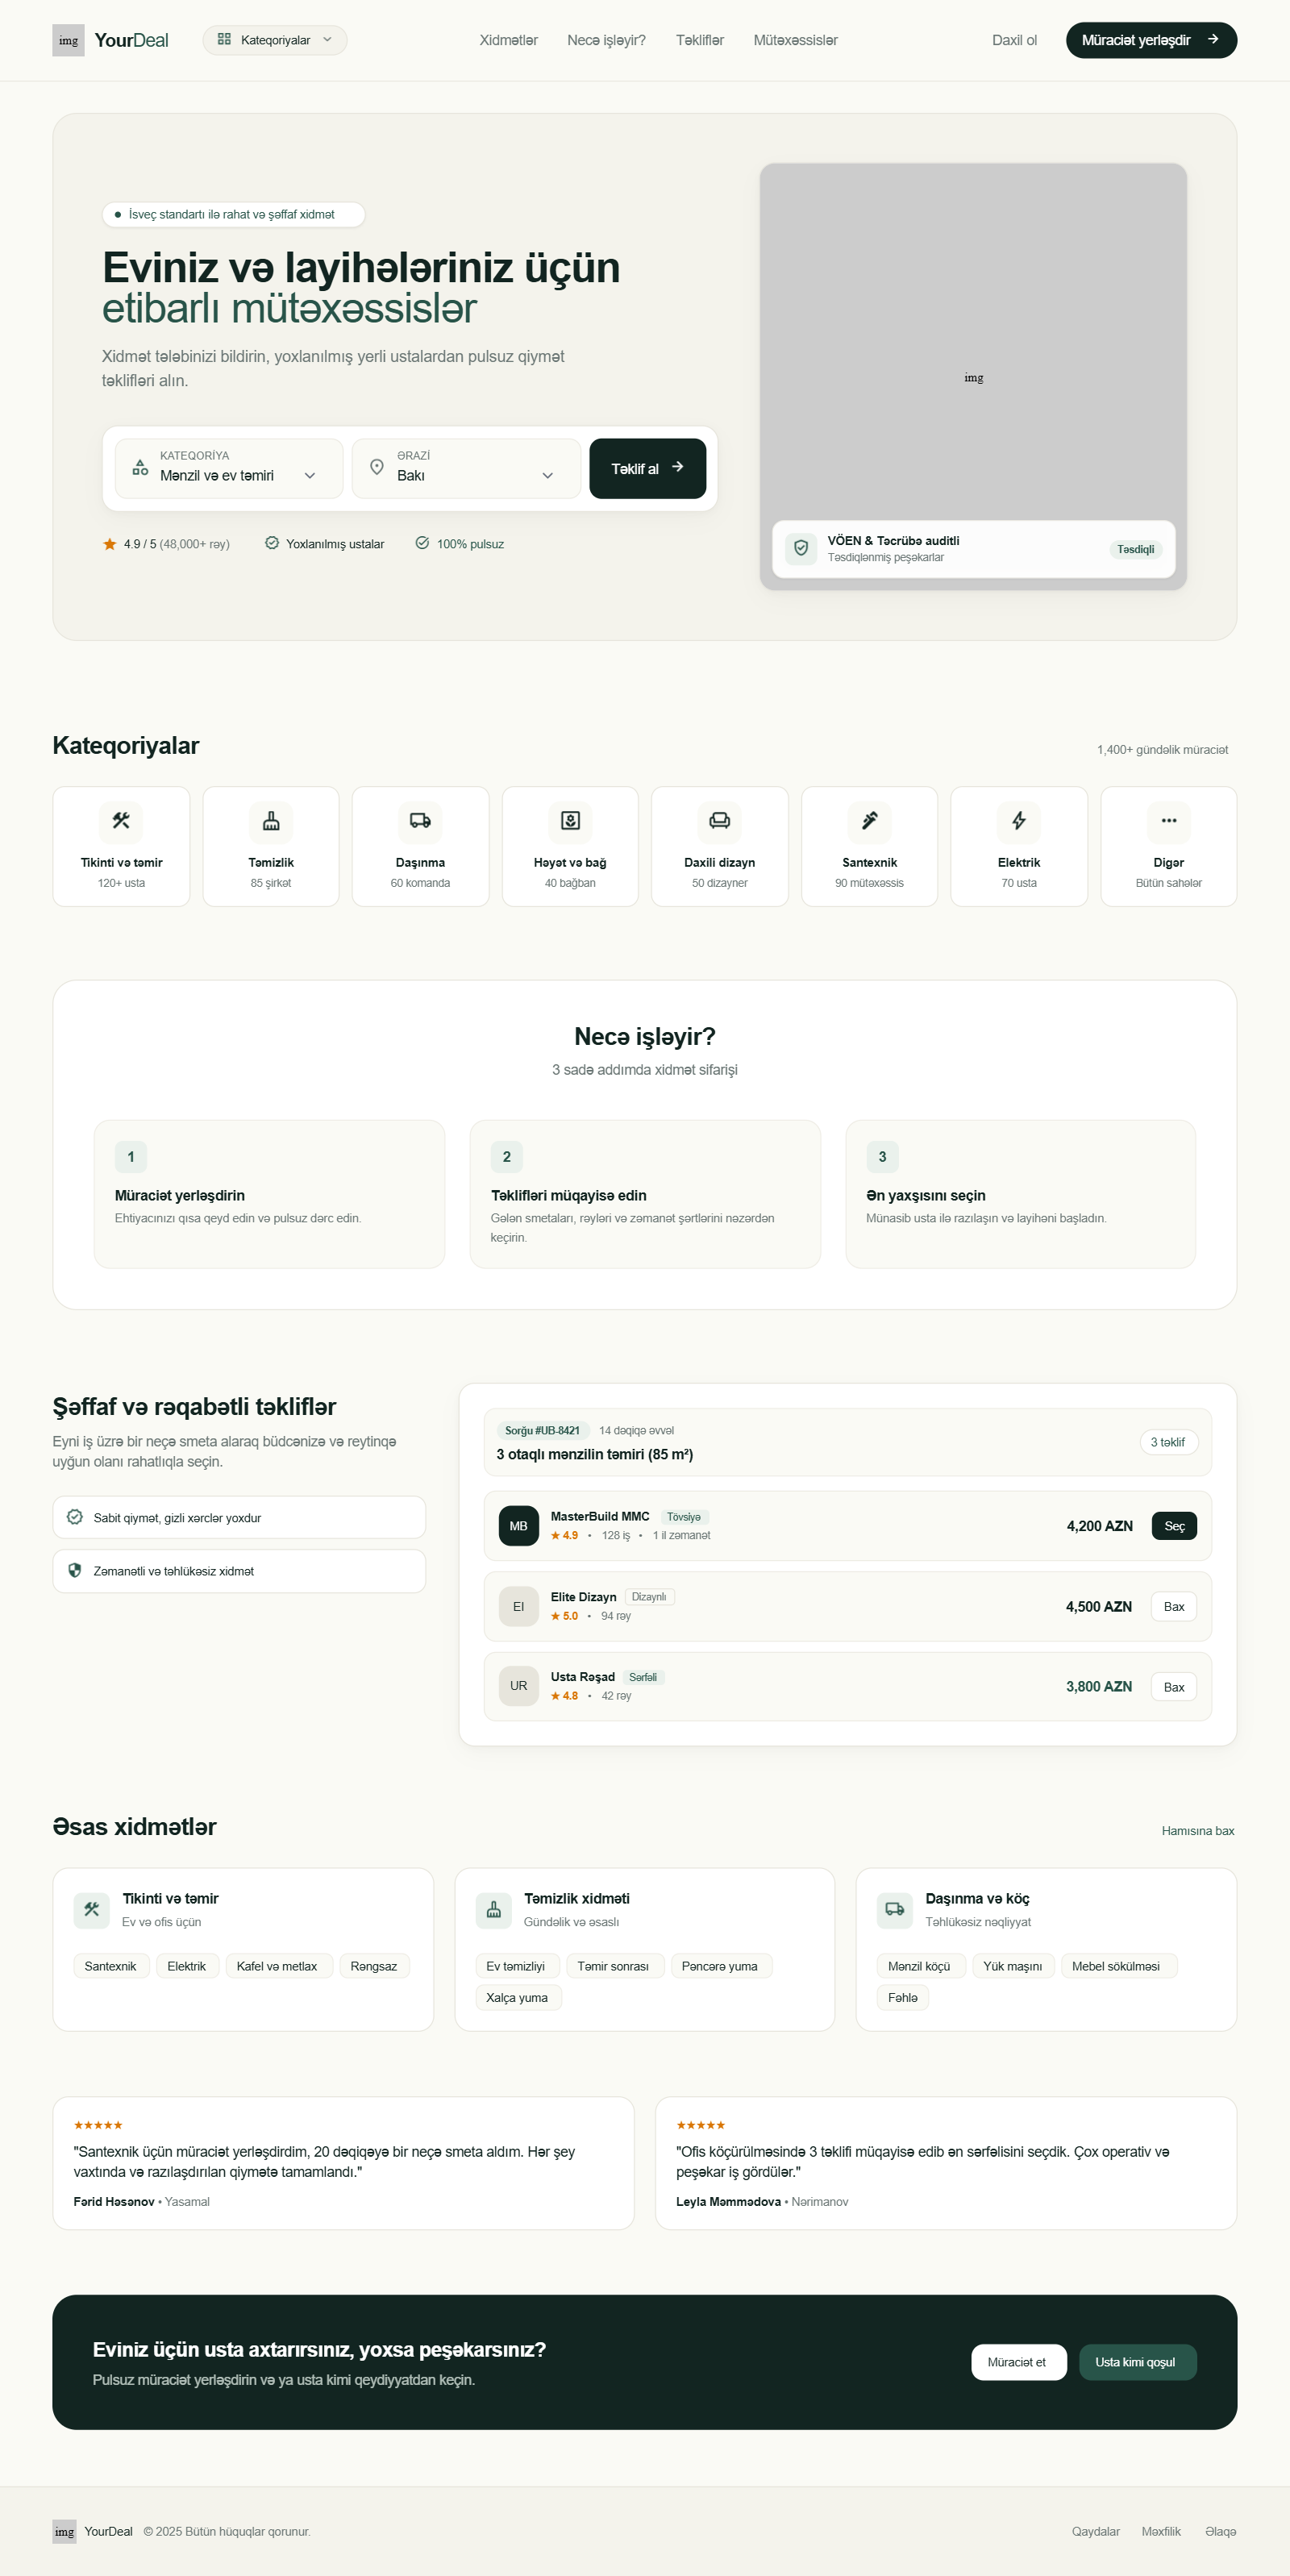 img YourDeal Kateqoriyalar Xidmətlər Necə işləyir? Təkliflər Mütəxəssislər Daxil ol Müraciət yerləşdir
İsveç standartı ilə rahat və şəffaf xidmət
Eviniz və layihələriniz üçün
etibarlı mütəxəssislər
Xidmət tələbinizi bildirin, yoxlanılmış yerli ustalardan pulsuz qiymət
təklifləri alın.
KATEQORİYA
Mənzil və ev təmiri
ƏRAZİ
Bakı
Təklif al
4.9 / 5 (48,000+ rəy) Yoxlanılmış ustalar 100% pulsuz
img
VÖEN & Təcrübə auditli
Təsdiqlənmiş peşəkarlar
Təsdiqli
Kateqoriyalar
1,400+ gündəlik müraciət
Tikinti və təmir
120+ usta
Təmizlik
85 şirkət
Daşınma
60 komanda
Həyət və bağ
40 bağban
Daxili dizayn
50 dizayner
Santexnik
90 mütəxəssis
Elektrik
70 usta
Digər
Bütün sahələr
Necə işləyir?
3 sadə addımda xidmət sifarişi
1
Müraciət yerləşdirin
Ehtiyacınızı qısa qeyd edin və pulsuz dərc edin.
2
Təklifləri müqayisə edin
Gələn smetaları, rəyləri və zəmanət şərtlərini nəzərdən
keçirin.
3
Ən yaxşısını seçin
Münasib usta ilə razılaşın və layihəni başladın.
Şəffaf və rəqabətli təkliflər
Eyni iş üzrə bir neçə smeta alaraq büdcənizə və reytinqə
uyğun olanı rahatlıqla seçin.
Sabit qiymət, gizli xərclər yoxdur
Zəmanətli və təhlükəsiz xidmət
Sorğu #UB-8421 14 dəqiqə əvvəl
3 otaqlı mənzilin təmiri (85 m²)
3 təklif
MB
MasterBuild MMC Tövsiyə
★ 4.9 • 128 iş • 1 il zəmanət
4,200 AZN
Seç
El
Elite Dizayn Dizaynlı
★ 5.0 • 94 rəy
4,500 AZN
Bax
UR
Usta Rəşad Sərfəli
★ 4.8 • 42 rəy
3,800 AZN
Bax
Əsas xidmətlər
Hamısına bax
Tikinti və təmir
Ev və ofis üçün
Santexnik Elektrik Kafel və metlax Rəngsaz
Təmizlik xidməti
Gündəlik və əsaslı
Ev təmizliyi Təmir sonrası Pəncərə yuma
Xalça yuma
Daşınma və köç
Təhlükəsiz nəqliyyat
Mənzil köçü Yük maşını Mebel sökülməsi
Fəhlə
★★★★★
"Santexnik üçün müraciət yerləşdirdim, 20 dəqiqəyə bir neçə smeta aldım. Hər şey
vaxtında və razılaşdırılan qiymətə tamamlandı."
Fərid Həsənov • Yasamal
★★★★★
"Ofis köçürülməsində 3 təklifi müqayisə edib ən sərfəlisini seçdik. Çox operativ və
peşəkar iş gördülər."
Leyla Məmmədova • Nərimanov
Eviniz üçün usta axtarırsınız, yoxsa peşəkarsınız?
Pulsuz müraciət yerləşdirin və ya usta kimi qeydiyyatdan keçin.
Müraciət et
Usta kimi qoşul
img YourDeal © 2025 Bütün hüquqlar qorunur.
Qaydalar Məxfilik Əlaqə